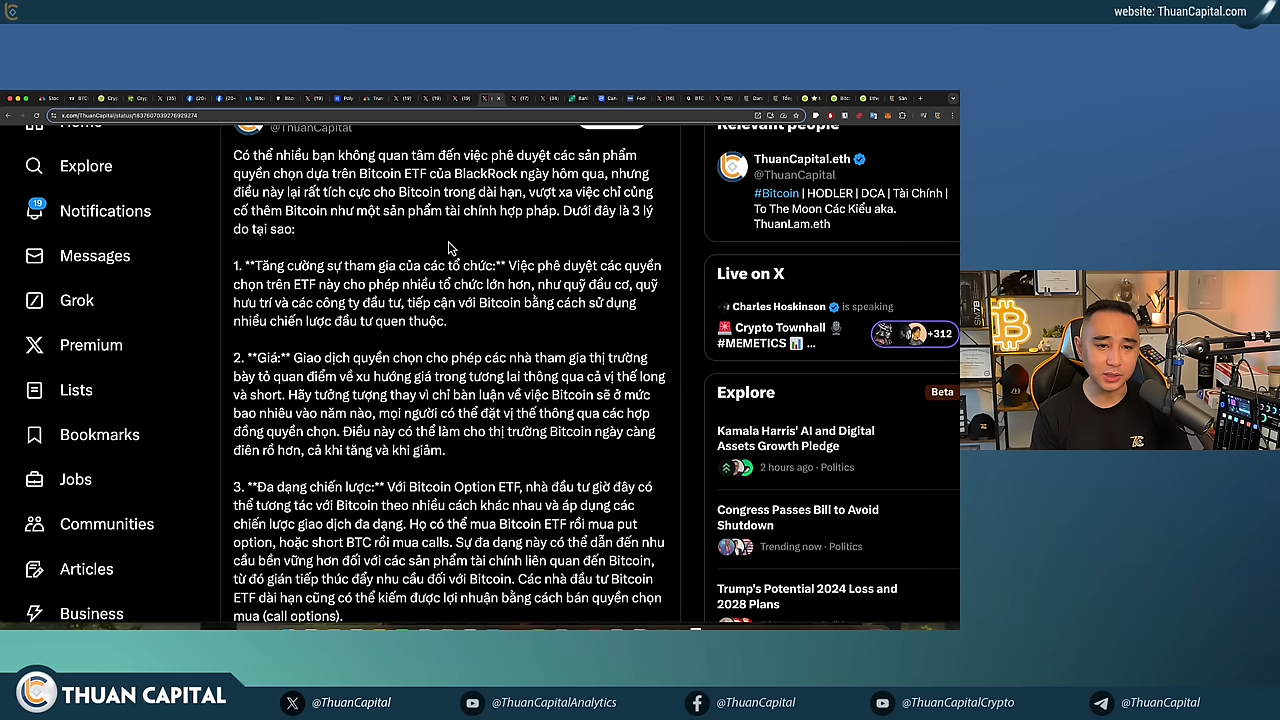 website: ThuanCapital.com
x.com/ThuanCapital/status/1837607039276929274
Home
Explore
19
Notifications
Messages
Grok
Premium
Lists
Bookmarks
Jobs
Communities
Articles
Business
@ThuanCapital
Có thể nhiều bạn không quan tâm đến việc phê duyệt các sản phẩm
quyền chọn dựa trên Bitcoin ETF của BlackRock ngày hôm qua, nhưng
điều này lại rất tích cực cho Bitcoin trong dài hạn, vượt xa việc chỉ củng
cố thêm Bitcoin như một sản phẩm tài chính hợp pháp. Dưới đây là 3 lý
do tại sao:
1. **Tăng cường sự tham gia của các tổ chức:** Việc phê duyệt các quyền
chọn trên ETF này cho phép nhiều tổ chức lớn hơn, như quỹ đầu cơ, quỹ
hưu trí và các công ty đầu tư, tiếp cận với Bitcoin bằng cách sử dụng
nhiều chiến lược đầu tư quen thuộc.
2. **Giá:** Giao dịch quyền chọn cho phép các nhà tham gia thị trường
bày tỏ quan điểm về xu hướng giá trong tương lai thông qua cả vị thế long
và short. Hãy tưởng tượng thay vì chỉ bàn luận về việc Bitcoin sẽ ở mức
bao nhiêu vào năm nào, mọi người có thể đặt vị thế thông qua các hợp
đồng quyền chọn. Điều này có thể làm cho thị trường Bitcoin ngày càng
điên rồ hơn, cả khi tăng và khi giảm.
3. **Đa dạng chiến lược:** Với Bitcoin Option ETF, nhà đầu tư giờ đây có
thể tương tác với Bitcoin theo nhiều cách khác nhau và áp dụng các
chiến lược giao dịch đa dạng. Họ có thể mua Bitcoin ETF rồi mua put
option, hoặc short BTC rồi mua calls. Sự đa dạng này có thể dẫn đến nhu
cầu bền vững hơn đối với các sản phẩm tài chính liên quan đến Bitcoin,
từ đó gián tiếp thúc đẩy nhu cầu đối với Bitcoin. Các nhà đầu tư Bitcoin
ETF dài hạn cũng có thể kiếm được lợi nhuận bằng cách bán quyền chọn
mua (call options).
Relevant people
ThuanCapital.eth
@ThuanCapital
#Bitcoin | HODLER | DCA | Tài Chính |
To The Moon Các Kiểu aka.
ThuanLam.eth
Live on X
Charles Hoskinson is speaking
Crypto Townhall
#MEMETICS ...
+312
Explore
Beta
Kamala Harris' AI and Digital
Assets Growth Pledge
2 hours ago · Politics
Congress Passes Bill to Avoid
Shutdown
Trending now · Politics
Trump's Potential 2024 Loss and
2028 Plans
THUAN CAPITAL
@ThuanCapital
@ThuanCapitalAnalytics
@ThuanCapital
@ThuanCapitalCrypto
@ThuanCapital